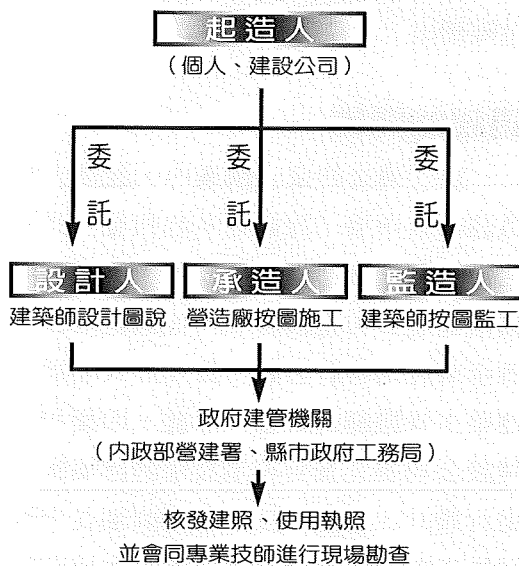 起造人
（個人、建設公司）
委託
委託
委託
設計人
承造人
監造人
建築師設計圖說
營造廠按圖施工
建築師按圖監工
政府建管機關
（內政部營建署、縣市政府工務局）
核發建照、使用執照
並會同專業技師進行現場勘查